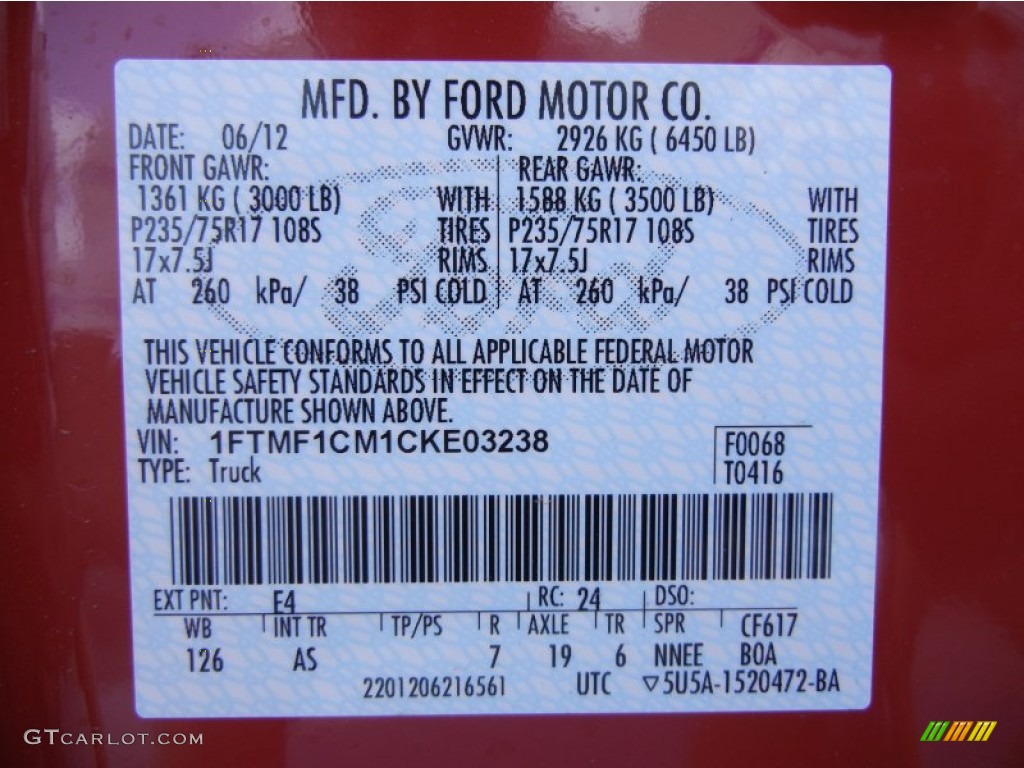 MFD. BY FORD MOTOR CO.
DATE: 06/12 GVWR: 2926 KG ( 6450 LB)
FRONT GAWR: REAR GAWR:
1361 KG ( 3000 LB) WITH 1588 KG ( 3500 LB) WITH
P235/75R17 108S TIRES P235/75R17 108S TIRES
17x7.5J RIMS 17x7.5J RIMS
AT 260 kPa/ 38 PSI COLD AT 260 kPa/ 38 PSI COLD
THIS VEHICLE CONFORMS TO ALL APPLICABLE FEDERAL MOTOR
VEHICLE SAFETY STANDARDS IN EFFECT ON THE DATE OF
MANUFACTURE SHOWN ABOVE.
VIN: 1FTMF1CM1CKE03238 F0068
TYPE: Truck T0416
EXT PNT: E4 RC: 24 DSO:
WB INT TR TP/PS R AXLE TR SPR CF617
126 AS 7 19 6 NNEE BOA
2201206216561 UTC ▽5U5A-1520472-BA
GTCARLOT.COM